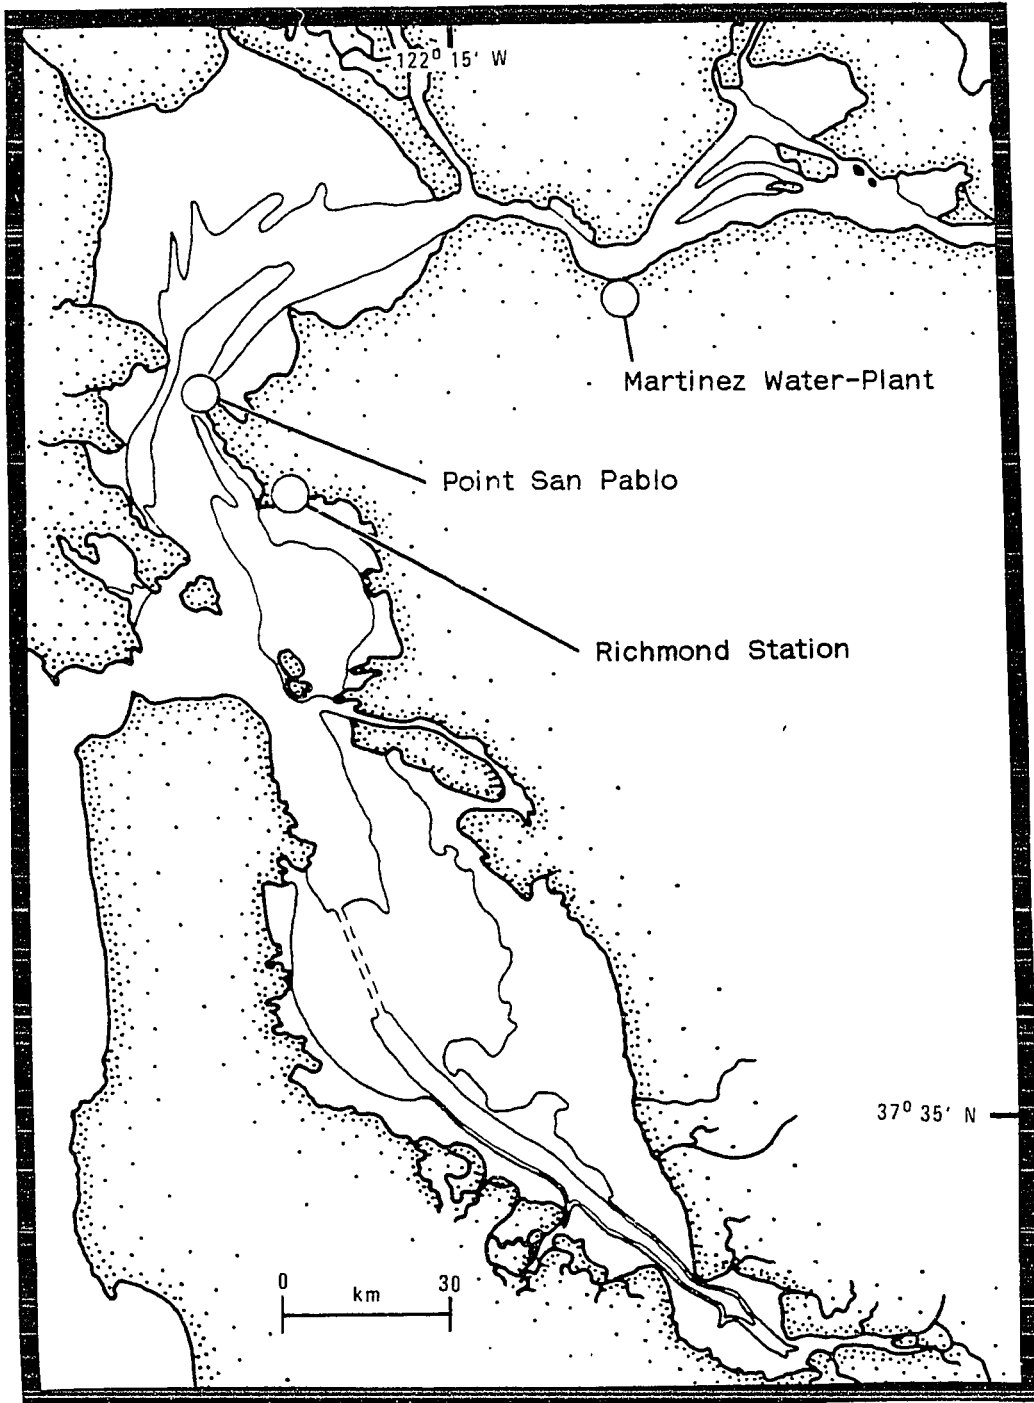 122° 15' W
Martinez Water-Plant
Point San Pablo
Richmond Station
37° 35' N
0 30
km